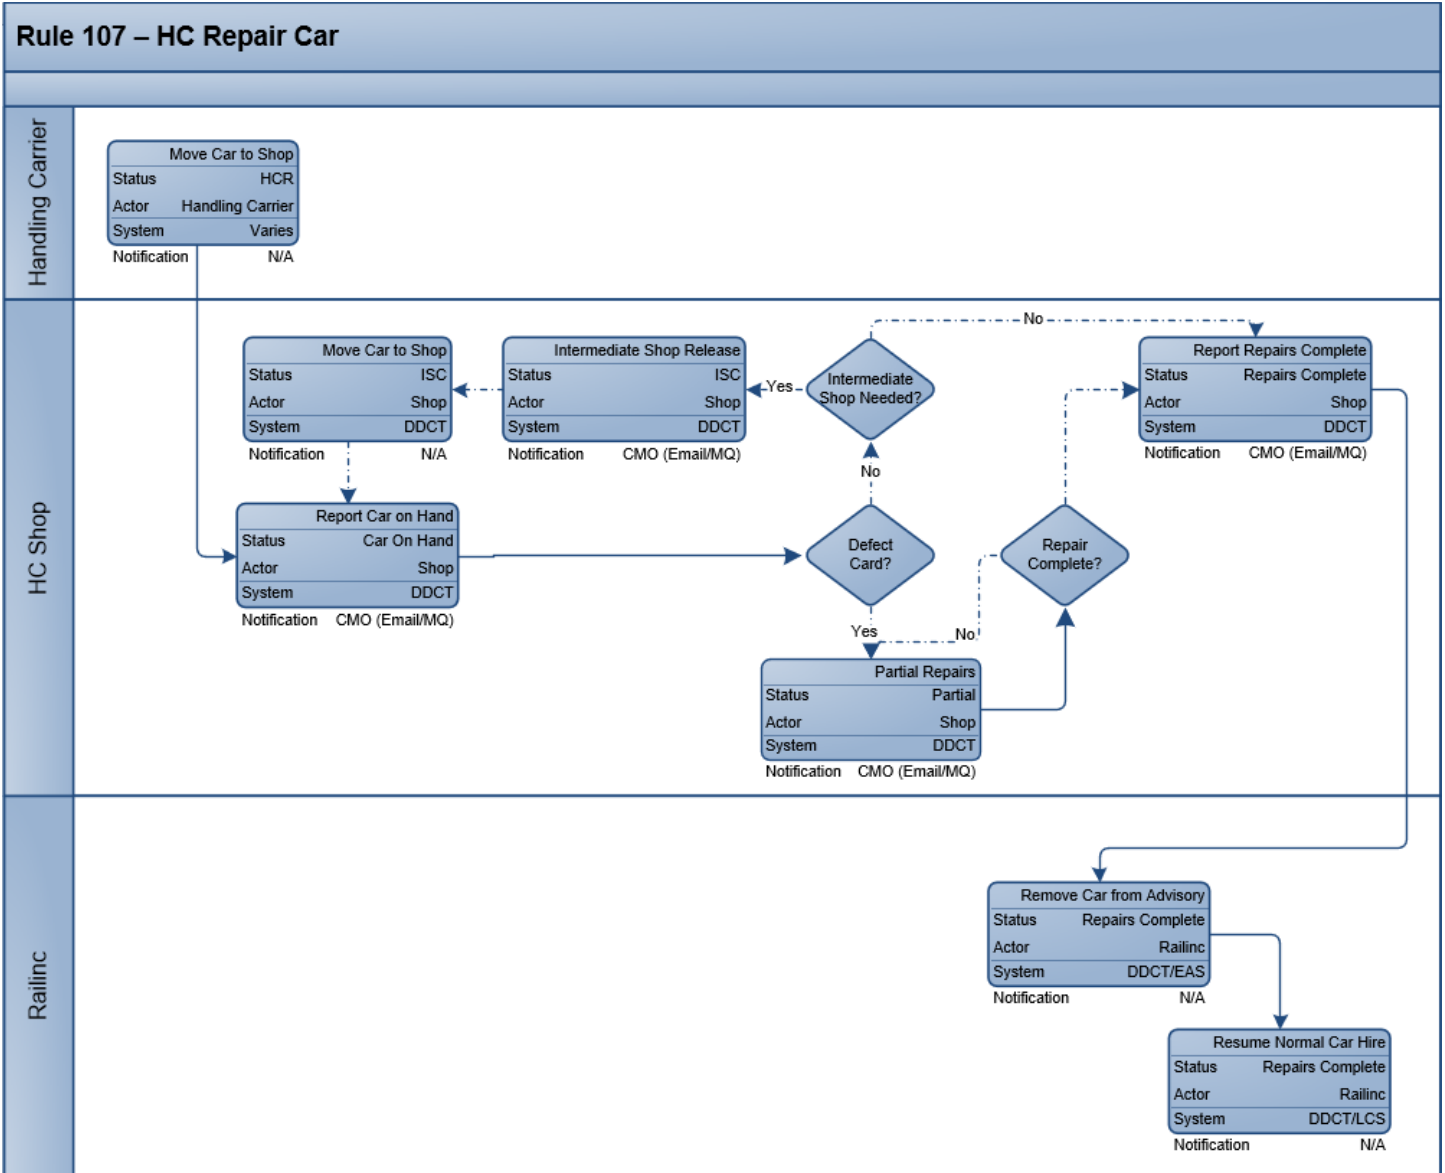 Rule 107 – HC Repair Car
Handling Carrier
Move Car to Shop
Status HCR
Actor Handling Carrier
System Varies
Notification N/A
HC Shop
No
Move Car to Shop
Status ISC
Actor Shop
System DDCT
Notification N/A
Intermediate Shop Release
Status ISC
Actor Shop
System DDCT
Notification CMO (Email/MQ)
Yes
Intermediate
Shop Needed?
Report Repairs Complete
Status Repairs Complete
Actor Shop
System DDCT
Notification CMO (Email/MQ)
No
Report Car on Hand
Status Car On Hand
Actor Shop
System DDCT
Notification CMO (Email/MQ)
Defect
Card?
Repair
Complete?
Yes
No
Partial Repairs
Status Partial
Actor Shop
System DDCT
Notification CMO (Email/MQ)
Railinc
Remove Car from Advisory
Status Repairs Complete
Actor Railinc
System DDCT/EAS
Notification N/A
Resume Normal Car Hire
Status Repairs Complete
Actor Railinc
System DDCT/LCS
Notification N/A